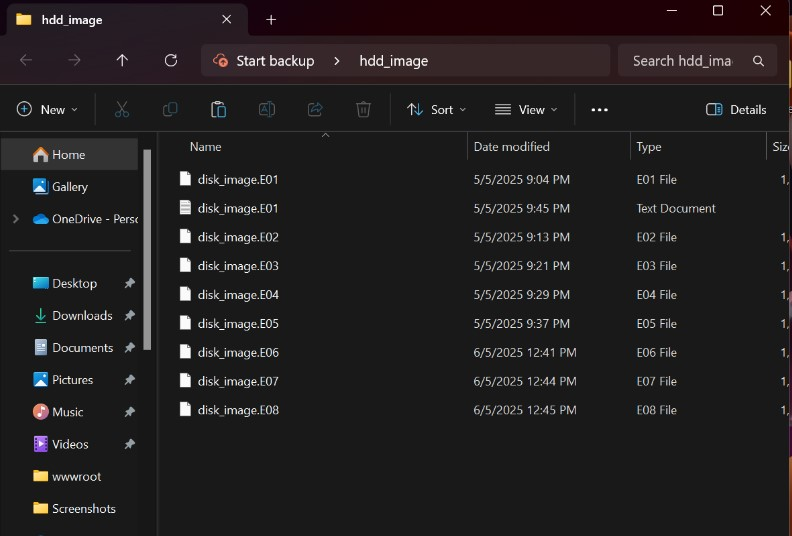 hdd_image
Start backup > hdd_image
Search hdd_ima
New
Sort
View
Details
Name Date modified Type Siz
Home
Gallery
OneDrive - Perso
Desktop
Downloads
Documents
Pictures
Music
Videos
wwwroot
Screenshots
disk_image.E01 5/5/2025 9:04 PM E01 File 1,
disk_image.E01 5/5/2025 9:45 PM Text Document
disk_image.E02 5/5/2025 9:13 PM E02 File 1,
disk_image.E03 5/5/2025 9:21 PM E03 File 1,
disk_image.E04 5/5/2025 9:29 PM E04 File 1,
disk_image.E05 5/5/2025 9:37 PM E05 File 1,
disk_image.E06 6/5/2025 12:41 PM E06 File 1,
disk_image.E07 6/5/2025 12:44 PM E07 File 1,
disk_image.E08 6/5/2025 12:45 PM E08 File 1,